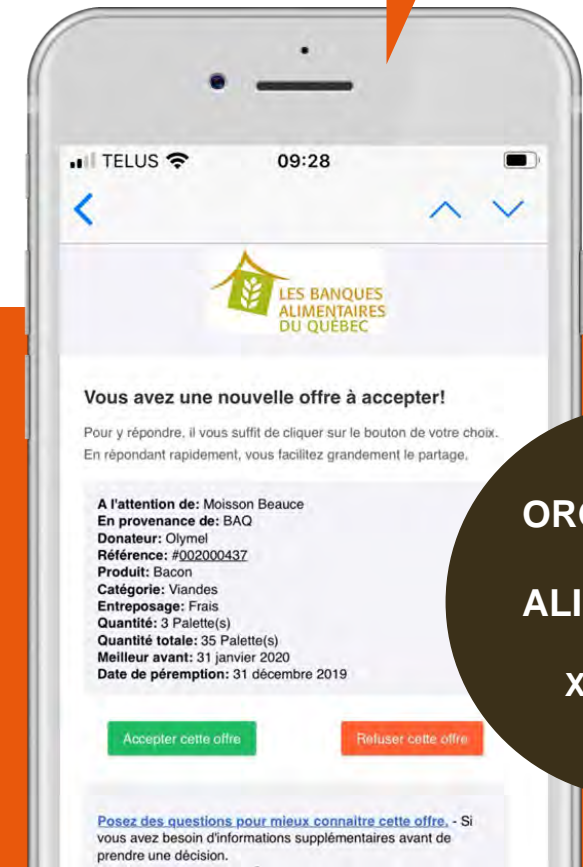 TELUS 09:28
LES BANQUES
ALIMENTAIRES
DU QUÉBEC
Vous avez une nouvelle offre à accepter!
Pour y répondre, il vous suffit de cliquer sur le bouton de votre choix.
En répondant rapidement, vous facilitez grandement le partage.
A l'attention de: Moisson Beauce
En provenance de: BAQ
Donateur: Olymel
Référence: #002000437
Produit: Bacon
Catégorie: Viandes
Entreposage: Frais
Quantité: 3 Palette(s)
Quantité totale: 35 Palette(s)
Meilleur avant: 31 janvier 2020
Date de péremption: 31 décembre 2019
Accepter cette offre Refuser cette offre
Posez des questions pour mieux connaitre cette offre. - Si
vous avez besoin d'informations supplémentaires avant de
prendre une décision.
ALI
X